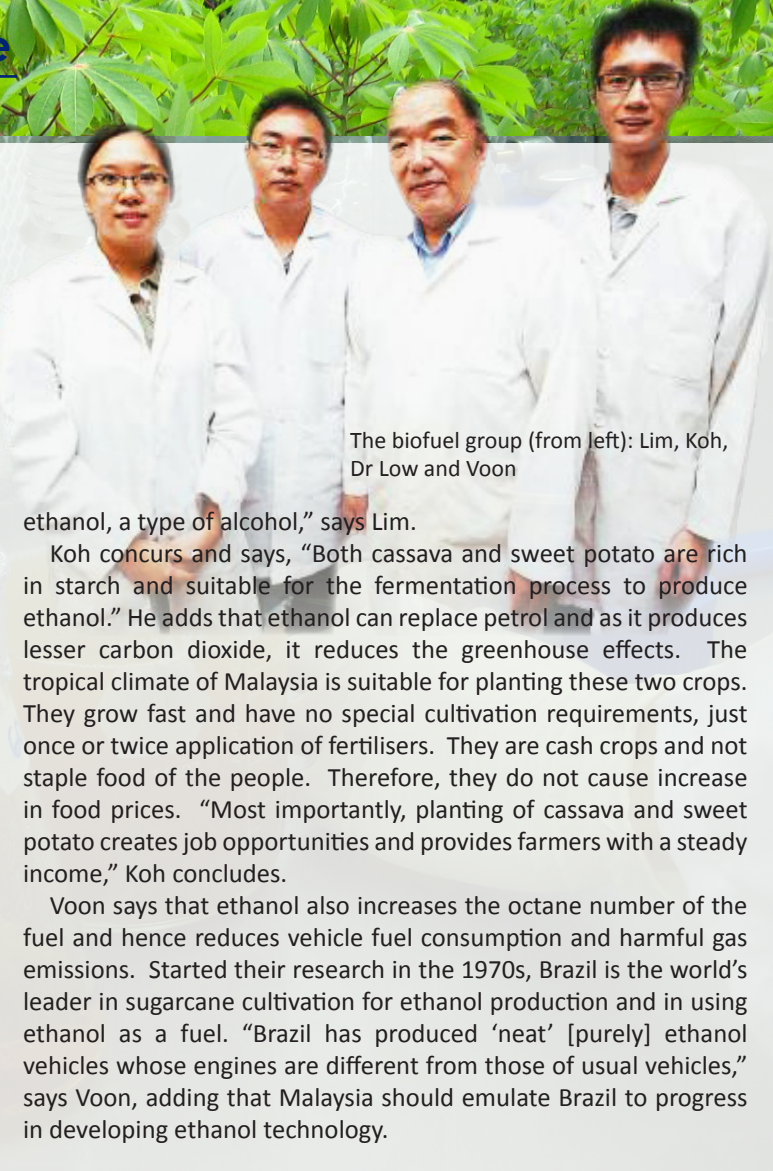 e
The biofuel group (from left): Lim, Koh,
Dr Low and Voon
ethanol, a type of alcohol,” says Lim.
Koh concurs and says, “Both cassava and sweet potato are rich
in starch and suitable for the fermentation process to produce
ethanol.” He adds that ethanol can replace petrol and as it produces
lesser carbon dioxide, it reduces the greenhouse effects. The
tropical climate of Malaysia is suitable for planting these two crops.
They grow fast and have no special cultivation requirements, just
once or twice application of fertilisers. They are cash crops and not
staple food of the people. Therefore, they do not cause increase
in food prices. “Most importantly, planting of cassava and sweet
potato creates job opportunities and provides farmers with a steady
income,” Koh concludes.
Voon says that ethanol also increases the octane number of the
fuel and hence reduces vehicle fuel consumption and harmful gas
emissions. Started their research in the 1970s, Brazil is the world’s
leader in sugarcane cultivation for ethanol production and in using
ethanol as a fuel. “Brazil has produced ‘neat’ [purely] ethanol
vehicles whose engines are different from those of usual vehicles,”
says Voon, adding that Malaysia should emulate Brazil to progress
in developing ethanol technology.